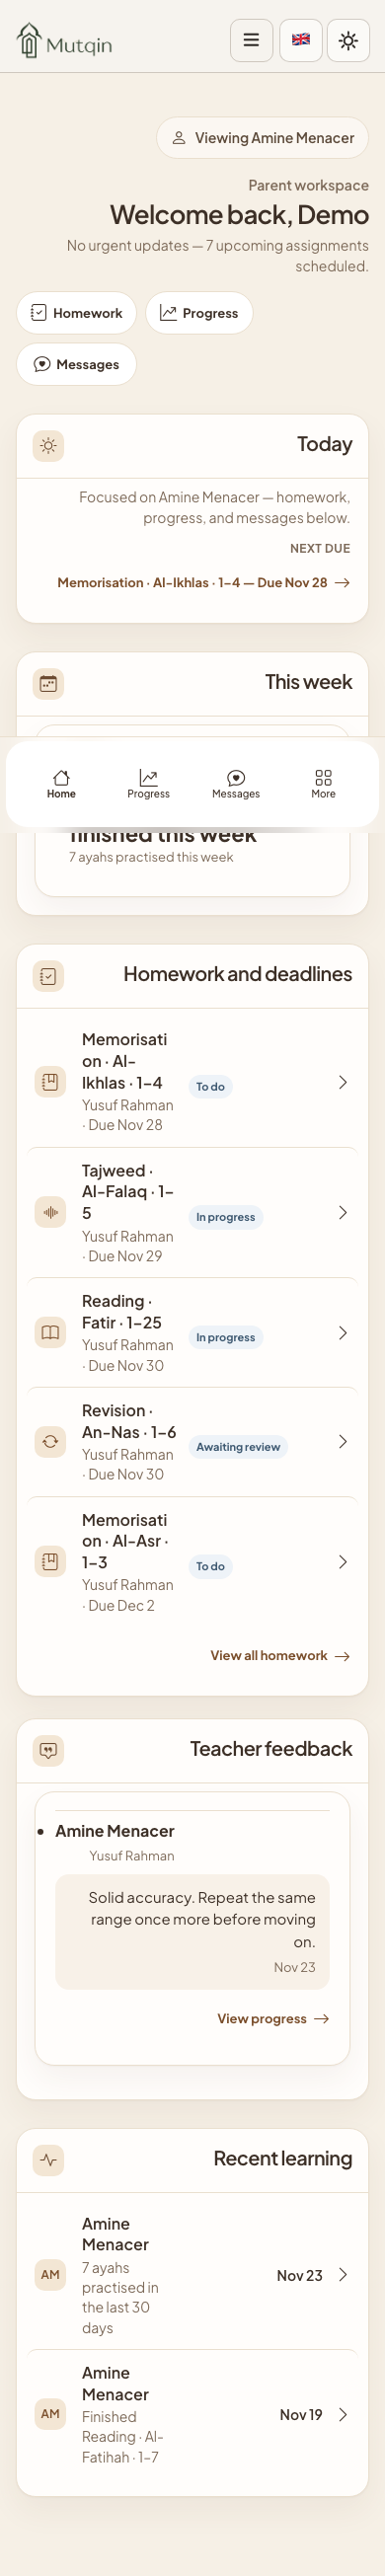 Mutqin
Viewing Amine Menacer
Parent workspace
Welcome back, Demo
No urgent updates — 7 upcoming assignments
scheduled.
Homework
Progress
Messages
Today
Focused on Amine Menacer — homework,
progress, and messages below.
NEXT DUE
Memorisation · Al-Ikhlas · 1–4 — Due Nov 28
This week
Home
Progress
Messages
More
finished this week
7 ayahs practised this week
Homework and deadlines
Memorisati
on · Al-
Ikhlas · 1–4
Yusuf Rahman
· Due Nov 28
To do
Tajweed ·
Al-Falaq · 1–
5
Yusuf Rahman
· Due Nov 29
In progress
Reading ·
Fatir · 1–25
Yusuf Rahman
· Due Nov 30
In progress
Revision ·
An-Nas · 1–6
Yusuf Rahman
· Due Nov 30
Awaiting review
Memorisati
on · Al-Asr ·
1–3
Yusuf Rahman
· Due Dec 2
To do
View all homework
Teacher feedback
Amine Menacer
Yusuf Rahman
Solid accuracy. Repeat the same
range once more before moving
on.
Nov 23
View progress
Recent learning
AM
Amine
Menacer
7 ayahs
practised in
the last 30
days
Nov 23
AM
Amine
Menacer
Finished
Reading · Al-
Fatihah · 1–7
Nov 19